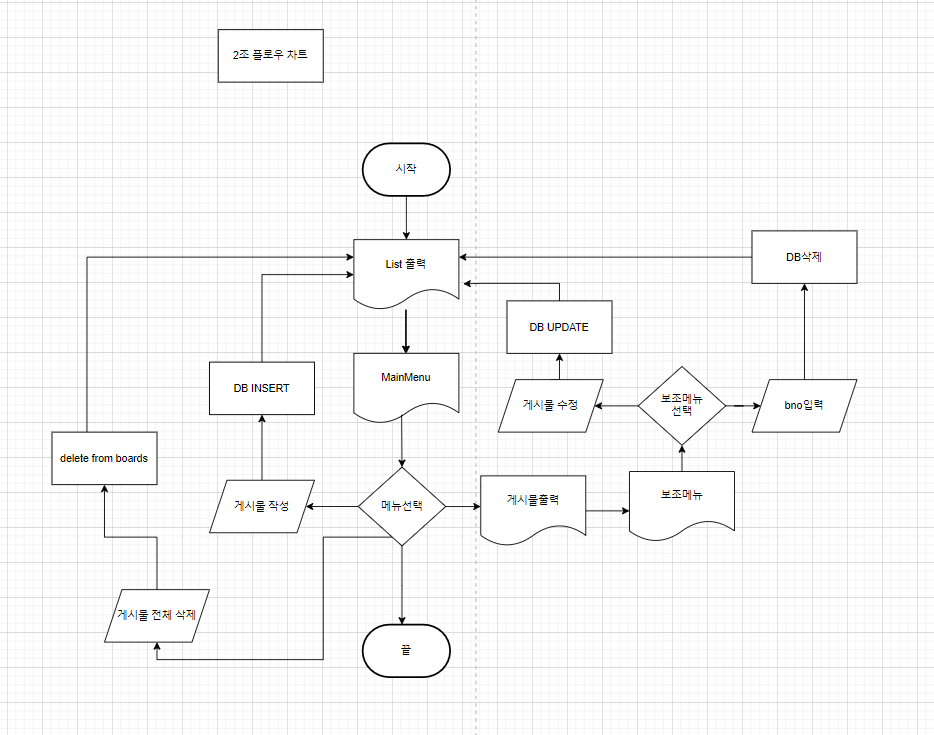 2조 플로우 차트
시작
List 출력
DB삭제
DB UPDATE
MainMenu
DB INSERT
게시물 수정
보조메뉴
선택
bno입력
delete from boards
게시물 작성
메뉴선택
게시물출력
보조메뉴
게시물 전체 삭제
끝